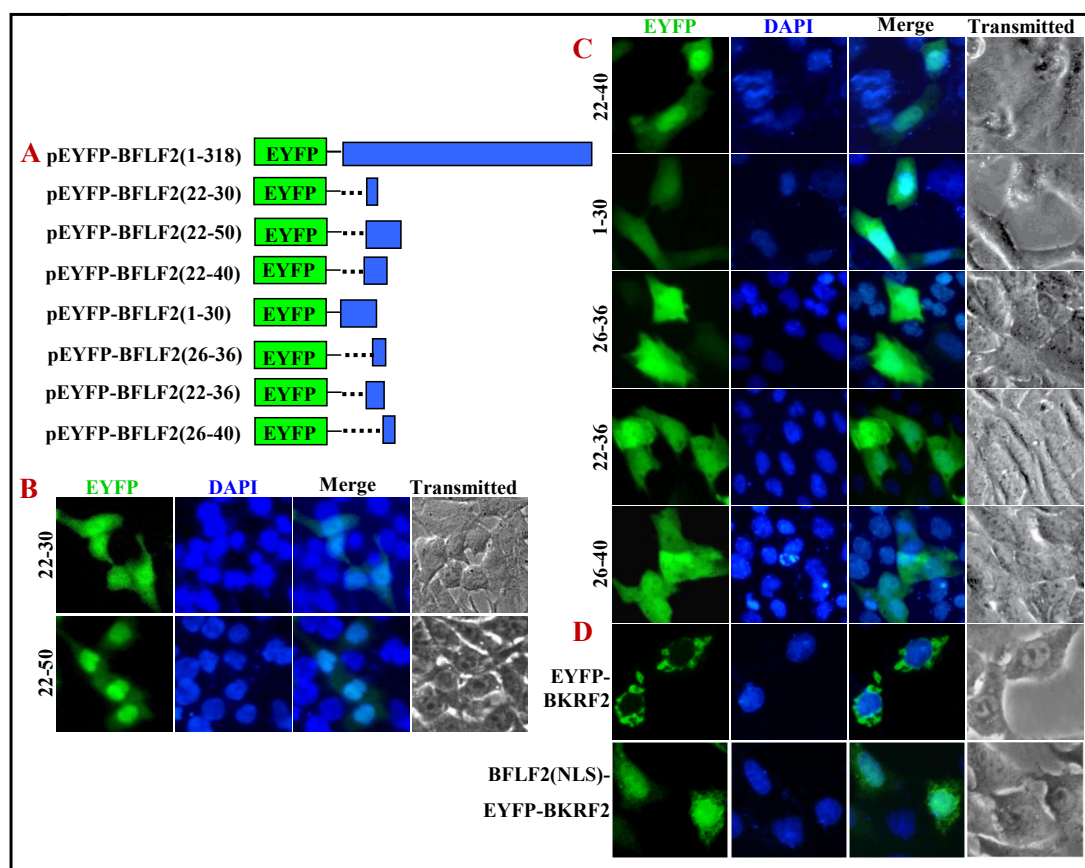 A
pEYFP-BFLF2(1-318) EYFP
pEYFP-BFLF2(22-30) EYFP
pEYFP-BFLF2(22-50) EYFP
pEYFP-BFLF2(22-40) EYFP
pEYFP-BFLF2(1-30) EYFP
pEYFP-BFLF2(26-36) EYFP
pEYFP-BFLF2(22-36) EYFP
pEYFP-BFLF2(26-40) EYFP
B
EYFP DAPI Merge Transmitted
22-30
22-50
C
EYFP DAPI Merge Transmitted
22-40
1-30
26-36
22-36
26-40
D
EYFP-
BKRF2
BFLF2(NLS)-
EYFP-BKRF2